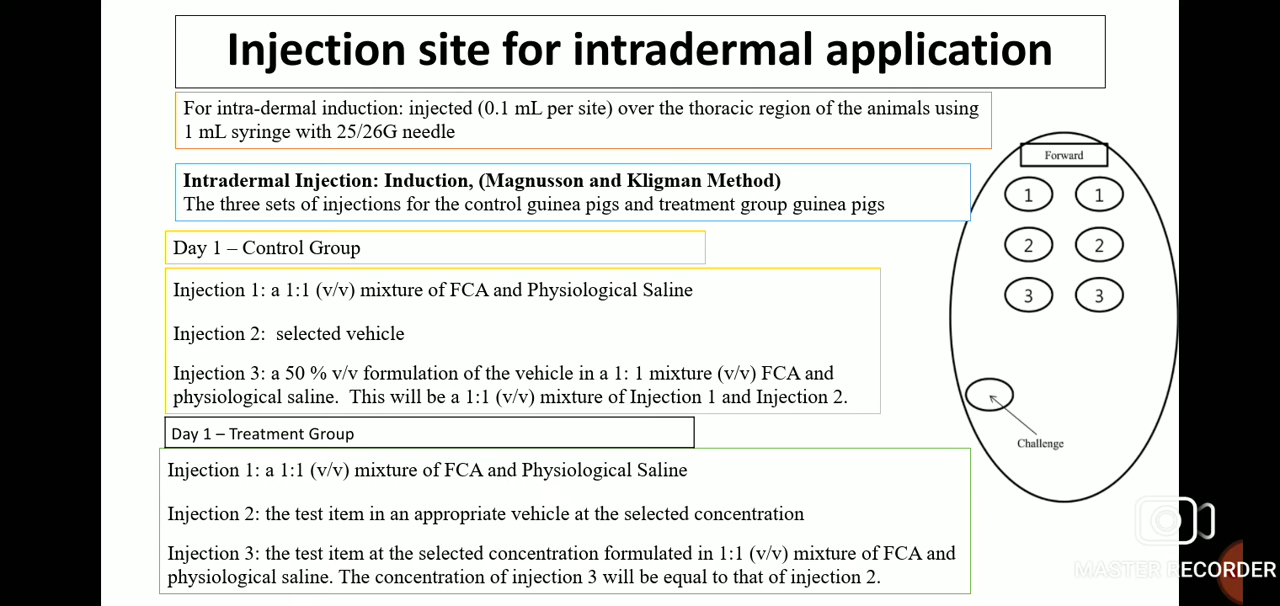 Injection site for intradermal application
For intra-dermal induction: injected (0.1 mL per site) over the thoracic region of the animals using
1 mL syringe with 25/26G needle
Intradermal Injection: Induction, (Magnusson and Kligman Method)
The three sets of injections for the control guinea pigs and treatment group guinea pigs
Day 1 – Control Group
Injection 1: a 1:1 (v/v) mixture of FCA and Physiological Saline
Injection 2:  selected vehicle
Injection 3: a 50 % v/v formulation of the vehicle in a 1: 1 mixture (v/v) FCA and
physiological saline.  This will be a 1:1 (v/v) mixture of Injection 1 and Injection 2.
Day 1 – Treatment Group
Injection 1: a 1:1 (v/v) mixture of FCA and Physiological Saline
Injection 2: the test item in an appropriate vehicle at the selected concentration
Injection 3: the test item at the selected concentration formulated in 1:1 (v/v) mixture of FCA and
physiological saline. The concentration of injection 3 will be equal to that of injection 2.
Forward
1 1
2 2
3 3
Challenge
MASTER RECORDER